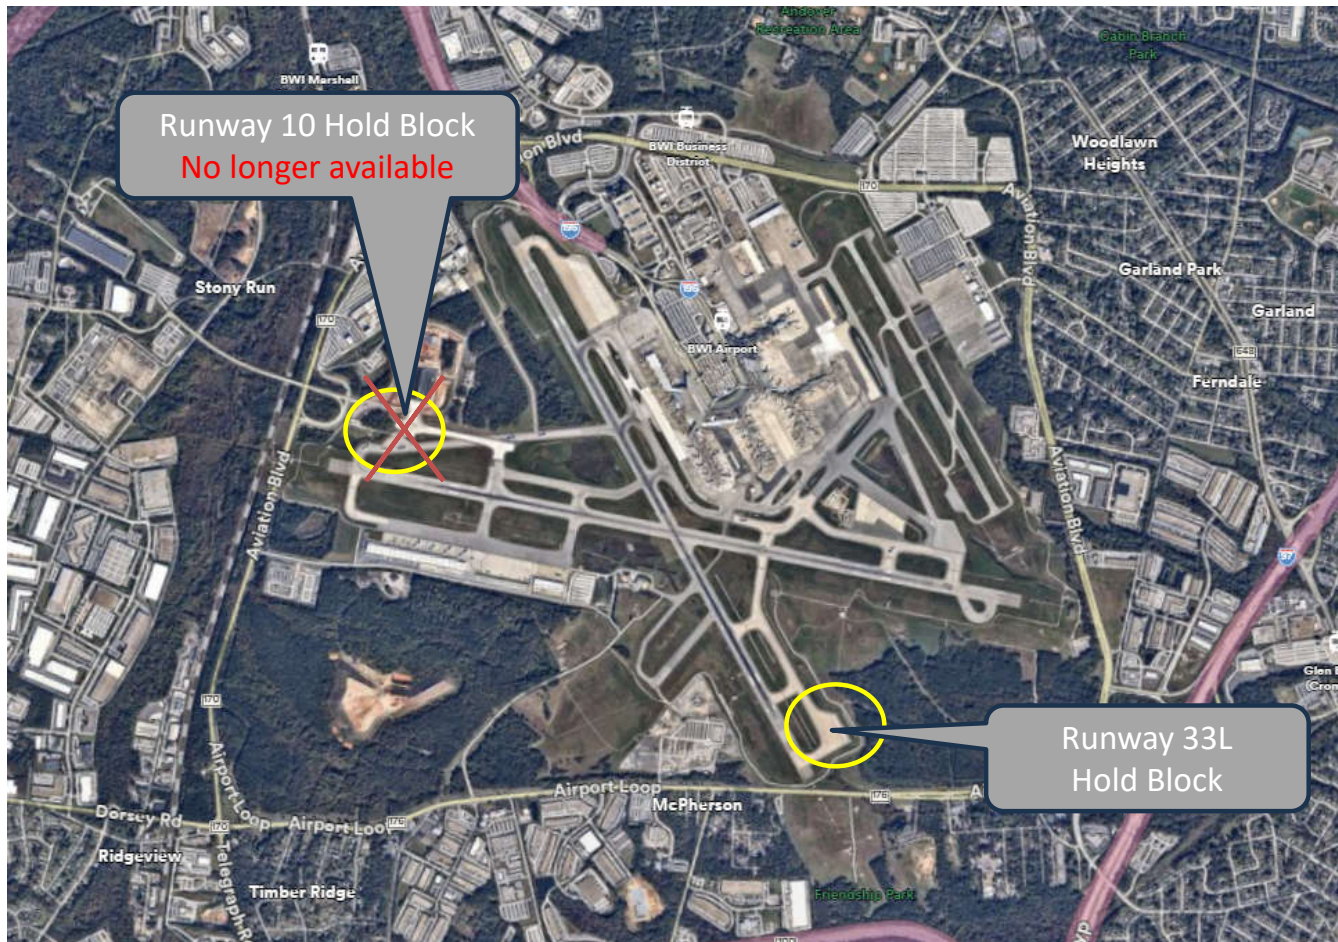 Andover
Recreation Area
Cabin Branch
Park
BWI Marshall
Runway 10 Hold Block
No longer available
BWI Business
District
Woodlawn
Heights
170
Aviation Blvd
195
Garland Park
Stony Run
195
Garland
170
BWI Airport
648
Ferndale
Aviation Blvd
Aviation Blvd
97
170
Runway 33L
Hold Block
Airport Loop
176
McPherson
Dorsey Rd
170
Airport Loop
Airport Loop
176
Ridgeview
Timber Ridge
Friendship Park